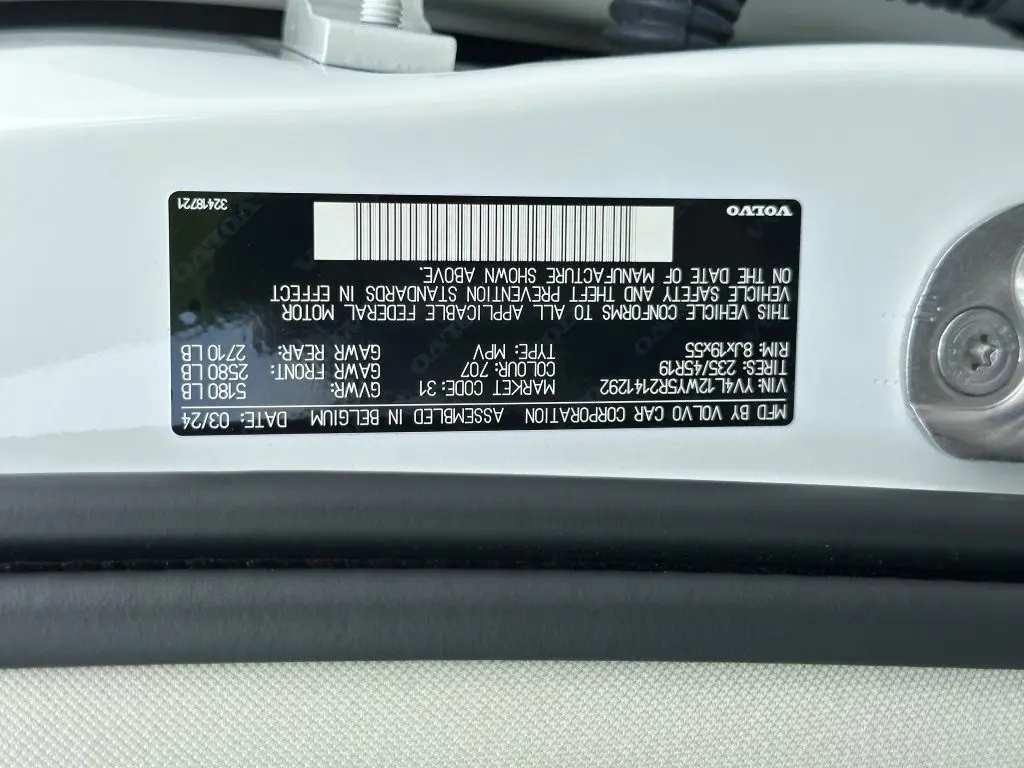 MFD BY VOLVO CAR CORPORATION ASSEMBLED IN BELGIUM DATE: 03/24
VIN: YV4L12WY5R2141292 MARKET CODE: 31 GVWR: 5180 LB
TIRES: 235/45R19 COLOUR: 707 GAWR FRONT: 2580 LB
RIM: 8Jx19x55 TYPE: MPV GAWR REAR: 2710 LB
THIS VEHICLE CONFORMS TO ALL APPLICABLE FEDERAL MOTOR
VEHICLE SAFETY AND THEFT PREVENTION STANDARDS IN EFFECT
ON THE DATE OF MANUFACTURE SHOWN ABOVE.
VOLVO 32418721